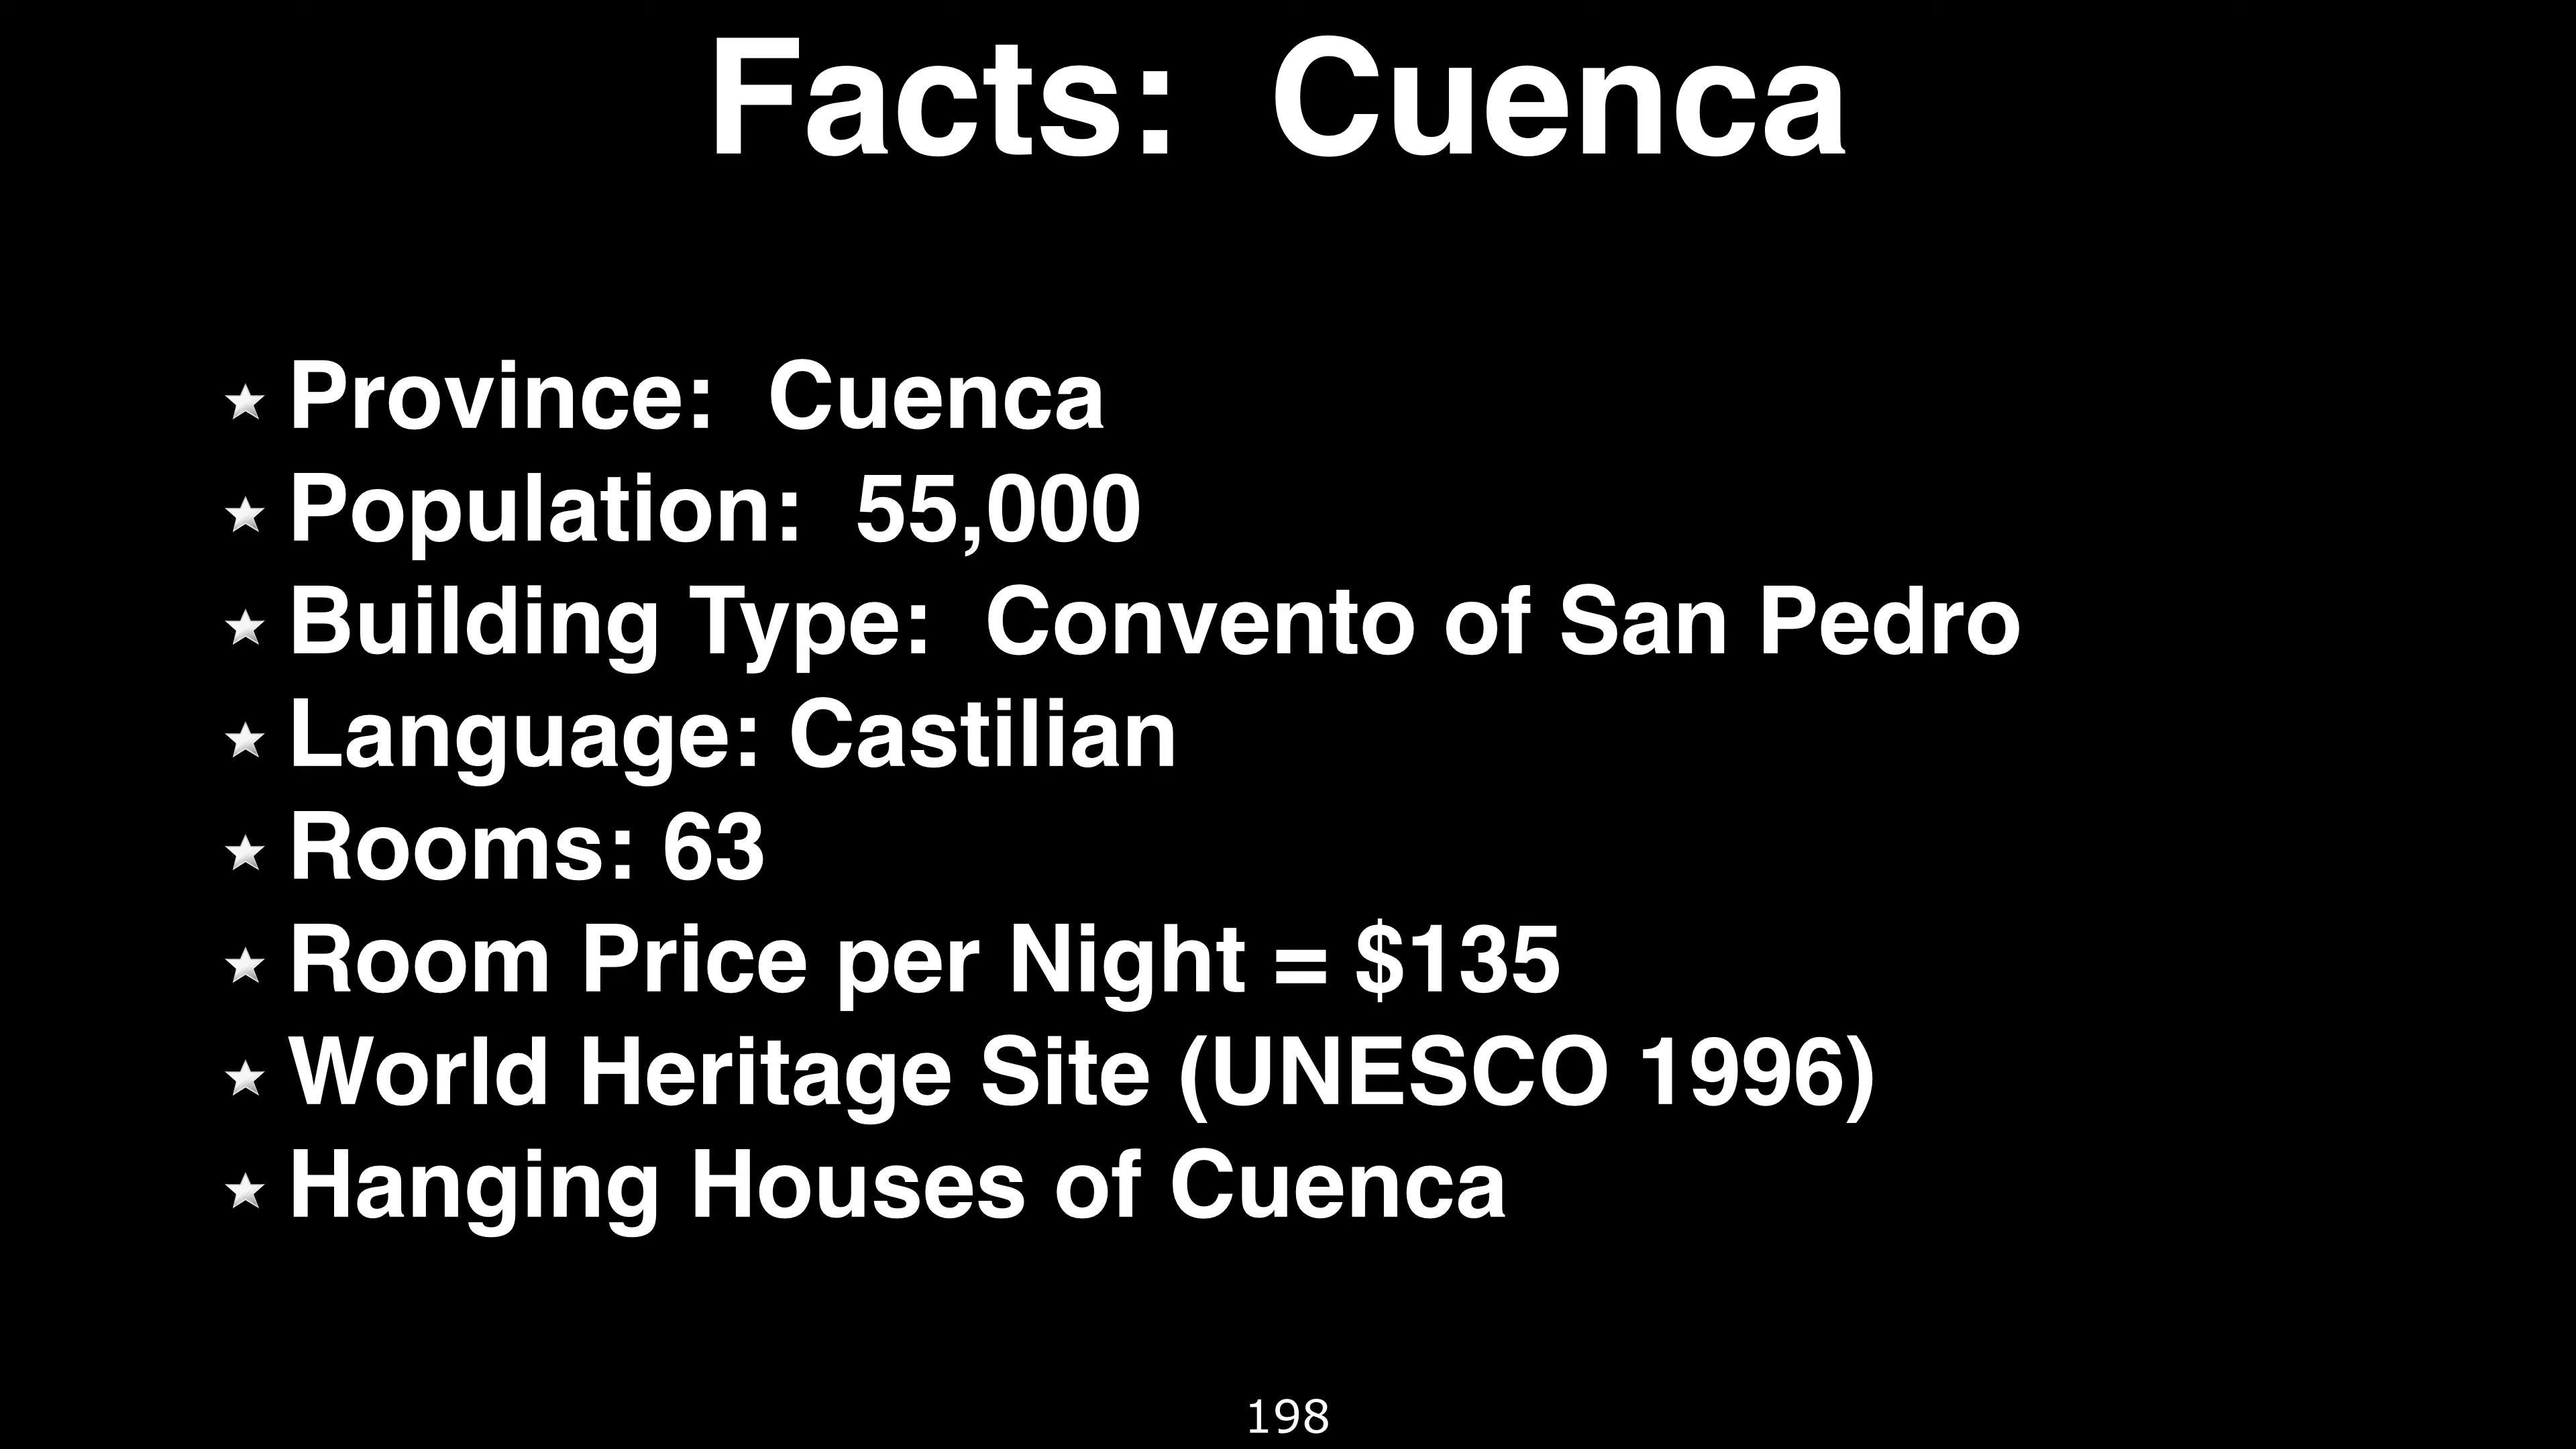 Facts: Cuenca
★ Province: Cuenca
★ Population: 55,000
★ Building Type: Convento of San Pedro
★ Language: Castilian
★ Rooms: 63
★ Room Price per Night = $135
★ World Heritage Site (UNESCO 1996)
★ Hanging Houses of Cuenca
198